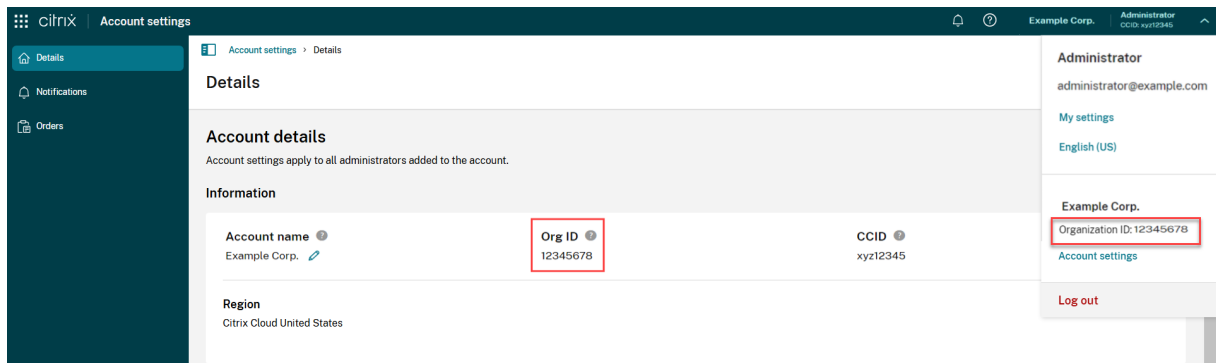 citrix Account settings Example Corp. Administrator
CCID: xyz12345
Details
Notifications
Orders
Account settings > Details
Details
Account details
Account settings apply to all administrators added to the account.
Information
Account name Org ID CCID
Example Corp. 12345678 xyz12345
Region
Citrix Cloud United States
Administrator
administrator@example.com
My settings
English (US)
Example Corp.
Organization ID: 12345678
Account settings
Log out